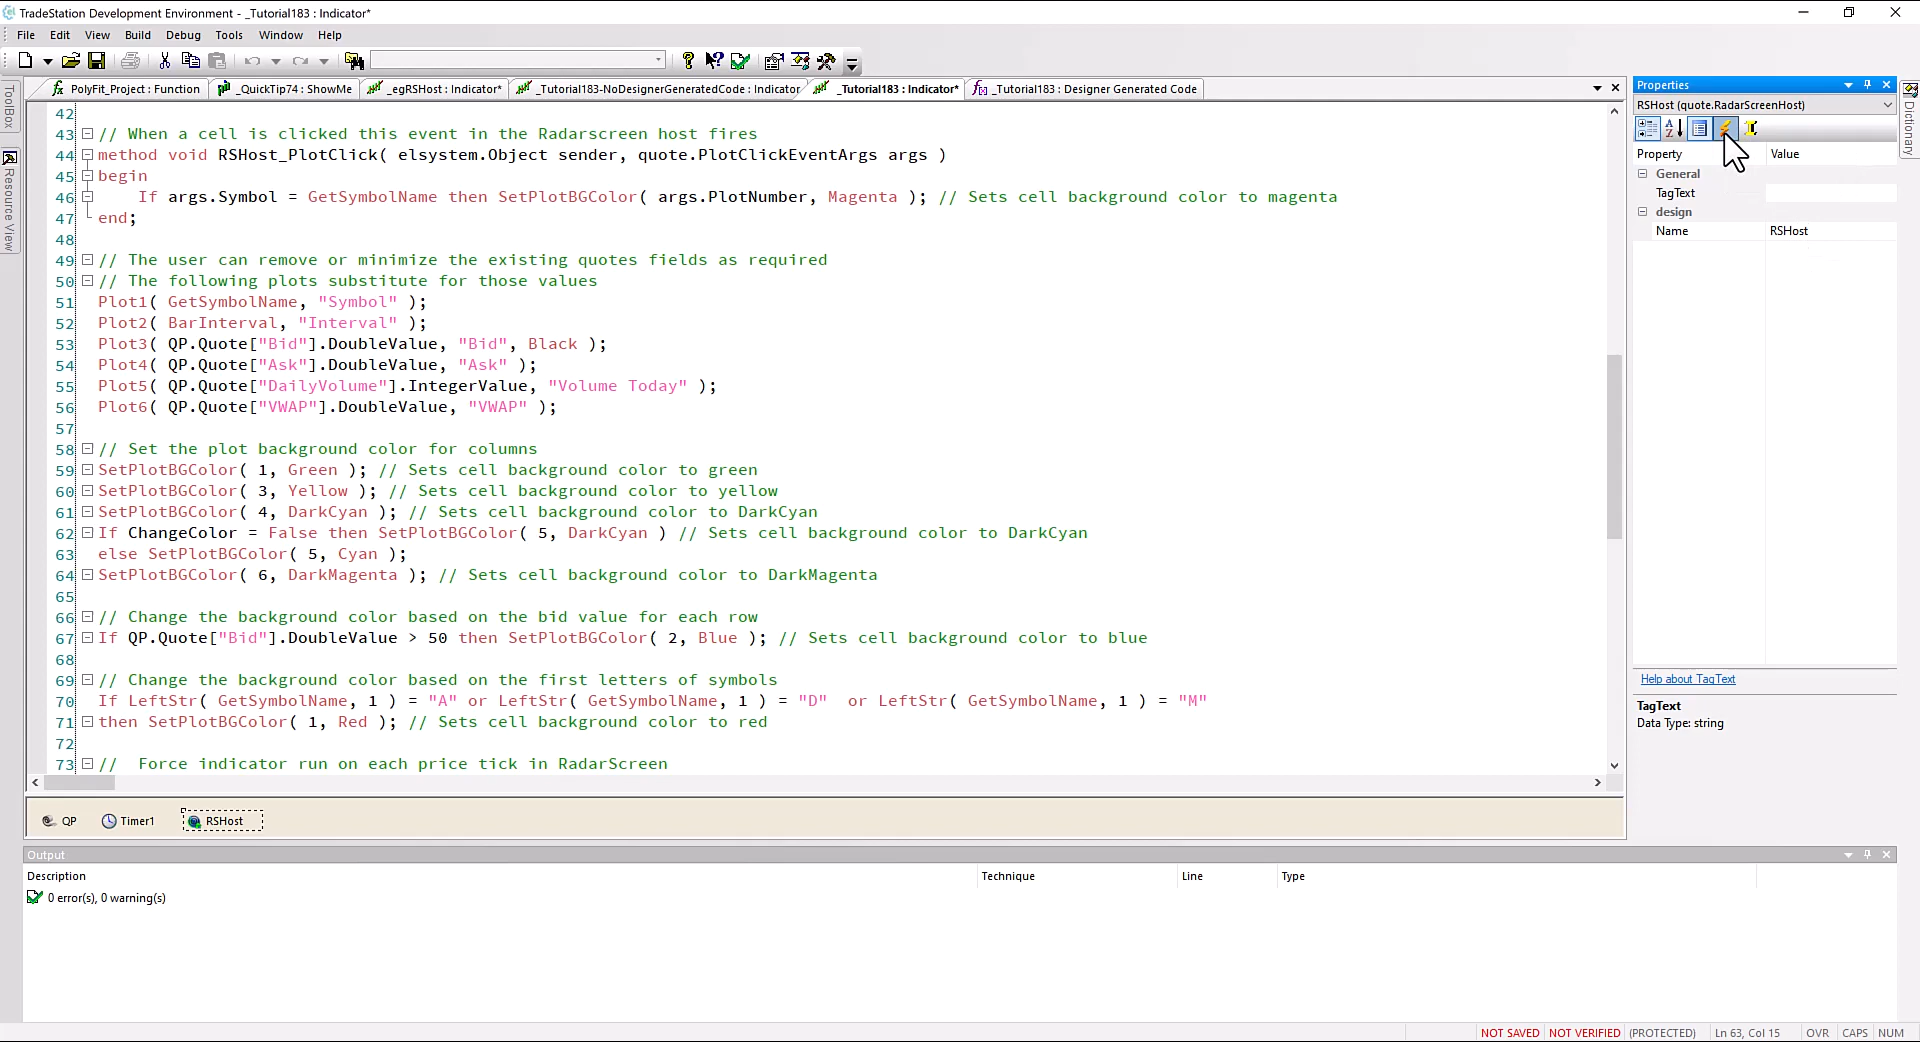 TradeStation Development Environment - _Tutorial183 : Indicator*
File Edit View Build Debug Tools Window Help
ToolBox
Resource View
PolyFit_Project : Function
_QuickTip74 : ShowMe
_egRSHost : Indicator*
_Tutorial183-NoDesignerGeneratedCode : Indicator
_Tutorial183 : Indicator*
_Tutorial183 : Designer Generated Code
42
43 // When a cell is clicked this event in the Radarscreen host fires
44 method void RSHost_PlotClick( elsystem.Object sender, quote.PlotClickEventArgs args )
45 begin
46 If args.Symbol = GetSymbolName then SetPlotBGColor( args.PlotNumber, Magenta ); // Sets cell background color to magenta
47 end;
48
49 // The user can remove or minimize the existing quotes fields as required
50 // The following plots substitute for those values
51 Plot1( GetSymbolName, "Symbol" );
52 Plot2( BarInterval, "Interval" );
53 Plot3( QP.Quote["Bid"].DoubleValue, "Bid", Black );
54 Plot4( QP.Quote["Ask"].DoubleValue, "Ask" );
55 Plot5( QP.Quote["DailyVolume"].IntegerValue, "Volume Today" );
56 Plot6( QP.Quote["VWAP"].DoubleValue, "VWAP" );
57
58 // Set the plot background color for columns
59 SetPlotBGColor( 1, Green ); // Sets cell background color to green
60 SetPlotBGColor( 3, Yellow ); // Sets cell background color to yellow
61 SetPlotBGColor( 4, DarkCyan ); // Sets cell background color to DarkCyan
62 If ChangeColor = False then SetPlotBGColor( 5, DarkCyan ) // Sets cell background color to DarkCyan
63 else SetPlotBGColor( 5, Cyan );
64 SetPlotBGColor( 6, DarkMagenta ); // Sets cell background color to DarkMagenta
65
66 // Change the background color based on the bid value for each row
67 If QP.Quote["Bid"].DoubleValue > 50 then SetPlotBGColor( 2, Blue ); // Sets cell background color to blue
68
69 // Change the background color based on the first letters of symbols
70 If LeftStr( GetSymbolName, 1 ) = "A" or LeftStr( GetSymbolName, 1 ) = "D" or LeftStr( GetSymbolName, 1 ) = "M"
71 then SetPlotBGColor( 1, Red ); // Sets cell background color to red
72
73 // Force indicator run on each price tick in RadarScreen
QP Timer1 RSHost
Properties
RSHost (quote.RadarScreenHost)
Property Value
General
TagText
design
Name RSHost
Help about TagText
TagText
Data Type: string
Dictionary
Output
Description Technique Line Type
0 error(s), 0 warning(s)
NOT SAVED NOT VERIFIED (PROTECTED) Ln 63, Col 15 OVR CAPS NUM